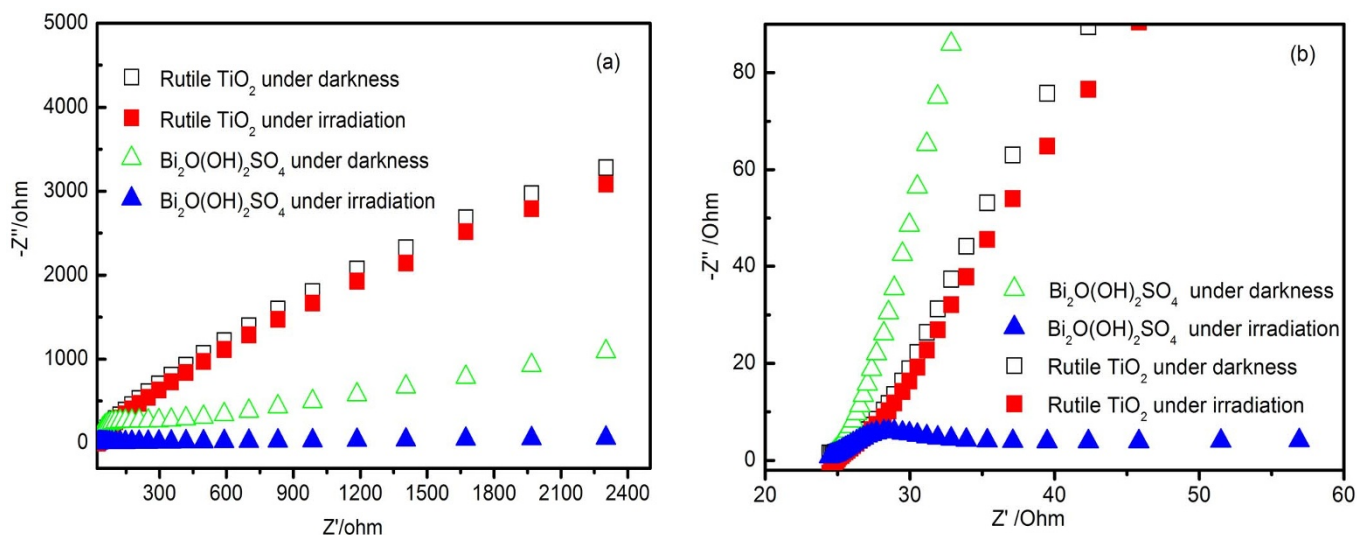 5000
4000
3000
2000
1000
0
-Z''/ohm
(a)
Rutile TiO₂ under darkness
Rutile TiO₂ under irradiation
Bi₂O(OH)₂SO₄ under darkness
Bi₂O(OH)₂SO₄ under irradiation
300 600 900 1200 1500 1800 2100 2400
Z'/ohm
80
60
40
20
0
-Z'' /Ohm
(b)
Bi₂O(OH)₂SO₄ under darkness
Bi₂O(OH)₂SO₄ under irradiation
Rutile TiO₂ under darkness
Rutile TiO₂ under irradiation
20 30 40 50 60
Z' /Ohm